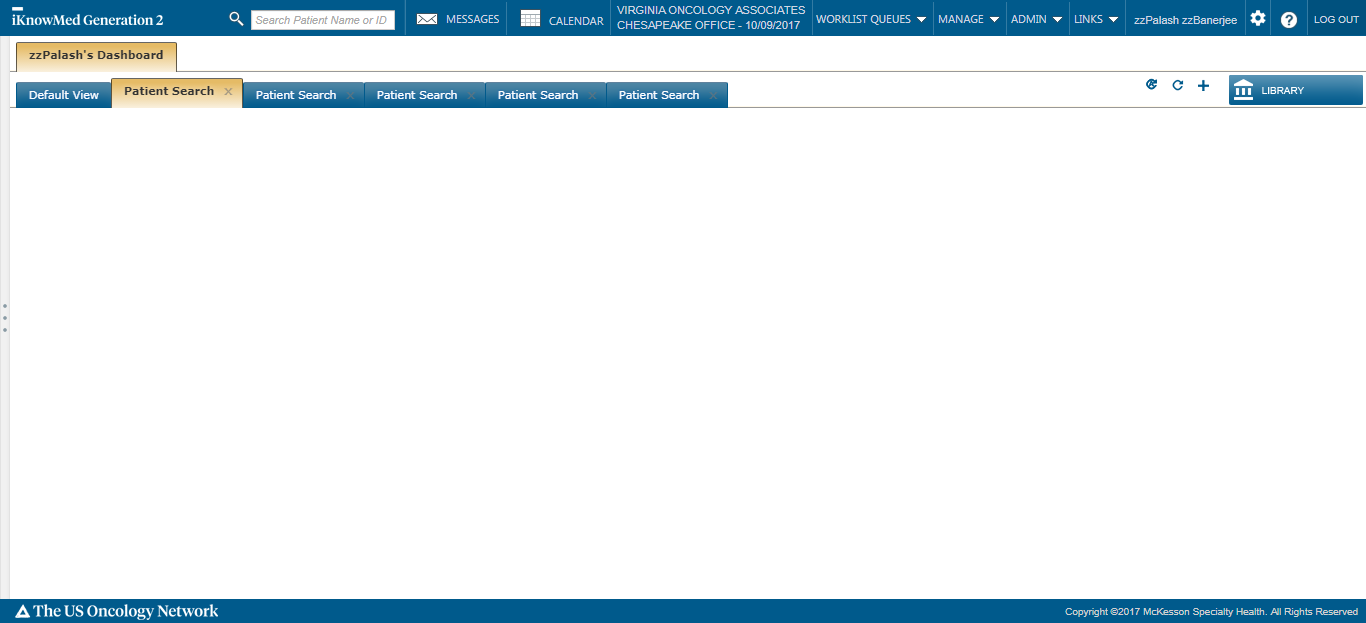 iKnowMed Generation 2
Search Patient Name or ID
MESSAGES
CALENDAR
VIRGINIA ONCOLOGY ASSOCIATES
CHESAPEAKE OFFICE - 10/09/2017
WORKLIST QUEUES
MANAGE
ADMIN
LINKS
zzPalash zzBanerjee
?
LOG OUT
zzPalash's Dashboard
Default View
Patient Search
Patient Search
Patient Search
Patient Search
Patient Search
LIBRARY
The US Oncology Network
Copyright ©2017 McKesson Specialty Health. All Rights Reserved